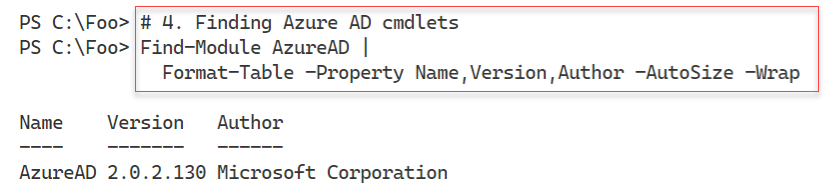 PS C:\Foo> # 4. Finding Azure AD cmdlets
PS C:\Foo> Find-Module AzureAD |
Format-Table -Property Name,Version,Author -AutoSize -Wrap
Name Version Author
---- ------- ------
AzureAD 2.0.2.130 Microsoft Corporation